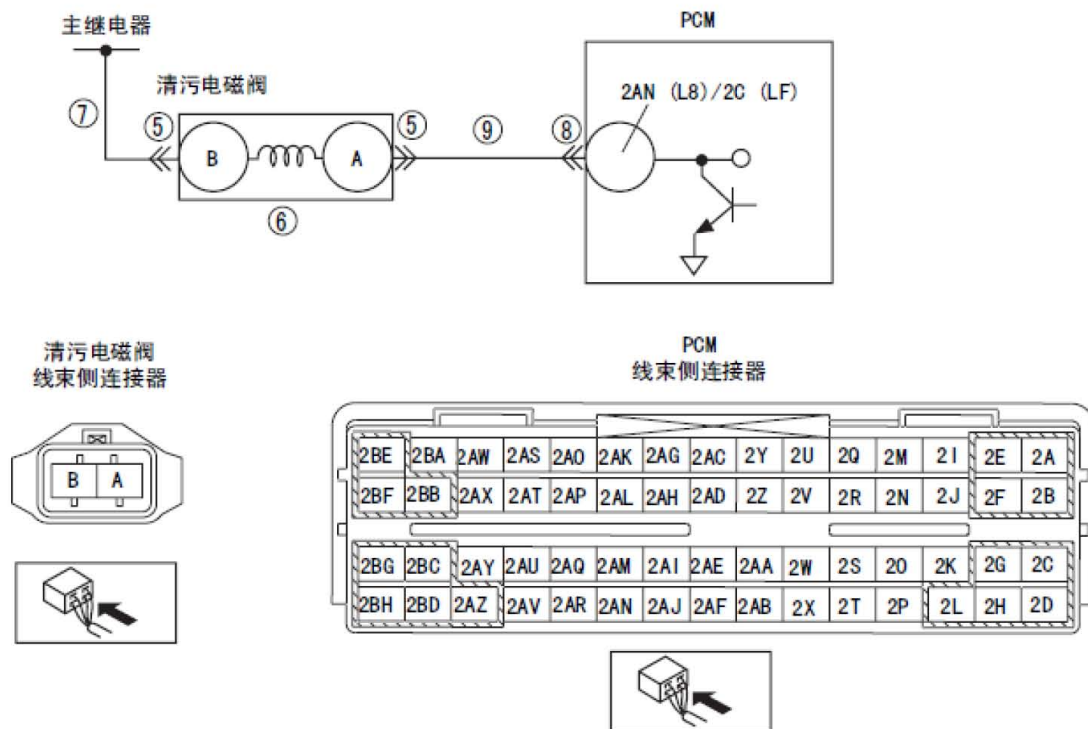 主继电器
PCM
清污电磁阀
2AN (L8)/2C (LF)
⑦ ⑤ B A ⑤ ⑨ ⑧
⑥
清污电磁阀
线束侧连接器
PCM
线束侧连接器
B A
2BE 2BA 2AW 2AS 2AO 2AK 2AG 2AC 2Y 2U 2Q 2M 2I 2E 2A
2BF 2BB 2AX 2AT 2AP 2AL 2AH 2AD 2Z 2V 2R 2N 2J 2F 2B
2BG 2BC 2AY 2AU 2AQ 2AM 2AI 2AE 2AA 2W 2S 2O 2K 2G 2C
2BH 2BD 2AZ 2AV 2AR 2AN 2AJ 2AF 2AB 2X 2T 2P 2L 2H 2D